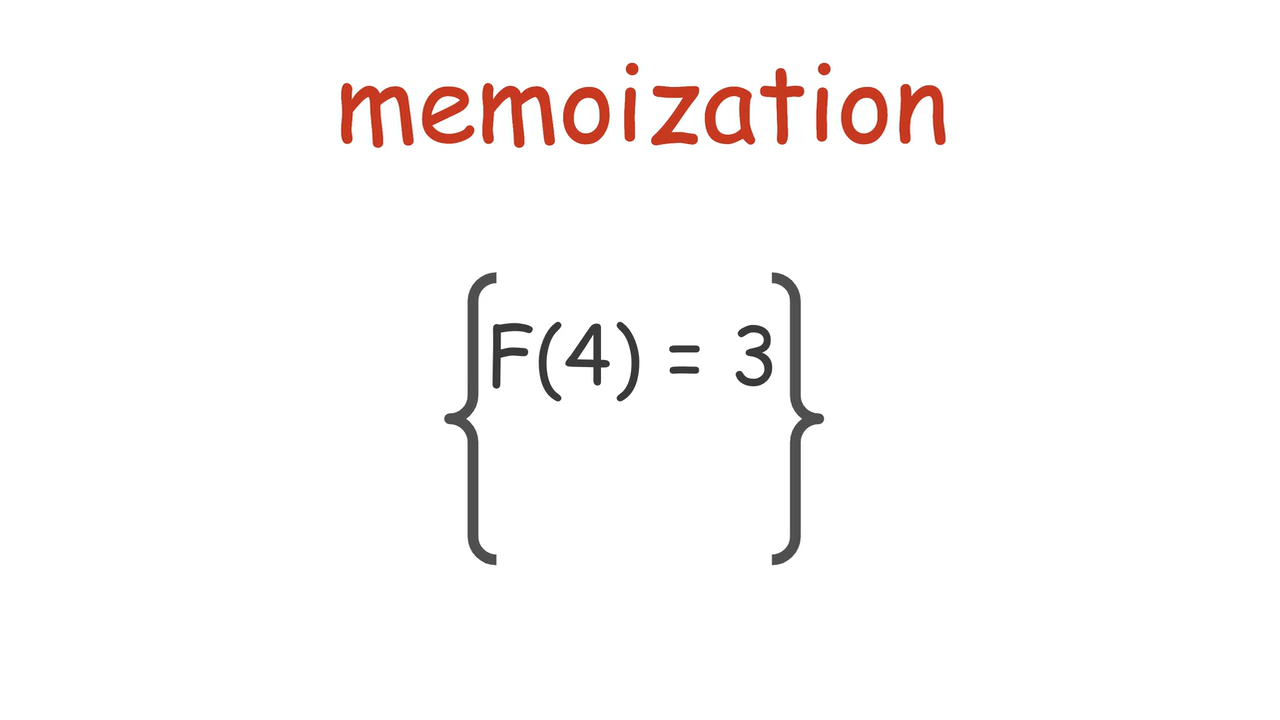 memoization
{F(4) = 3}